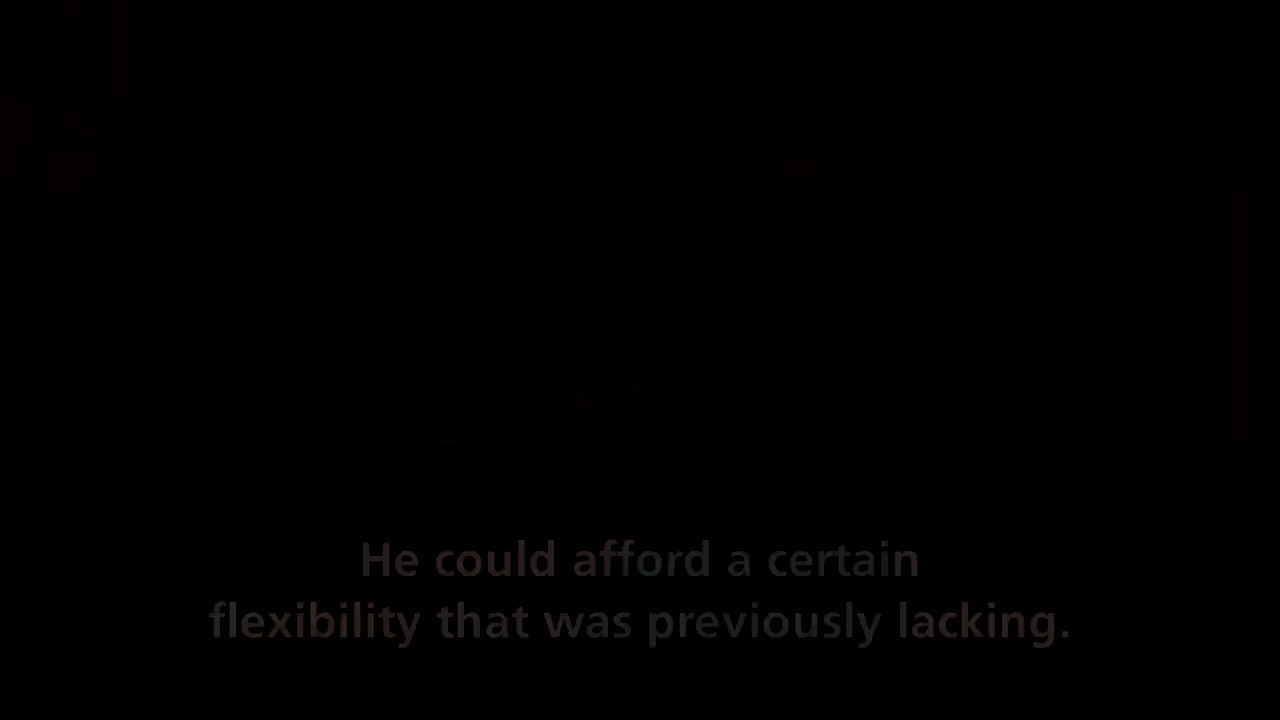 He could afford a certain
flexibility that was previously lacking.